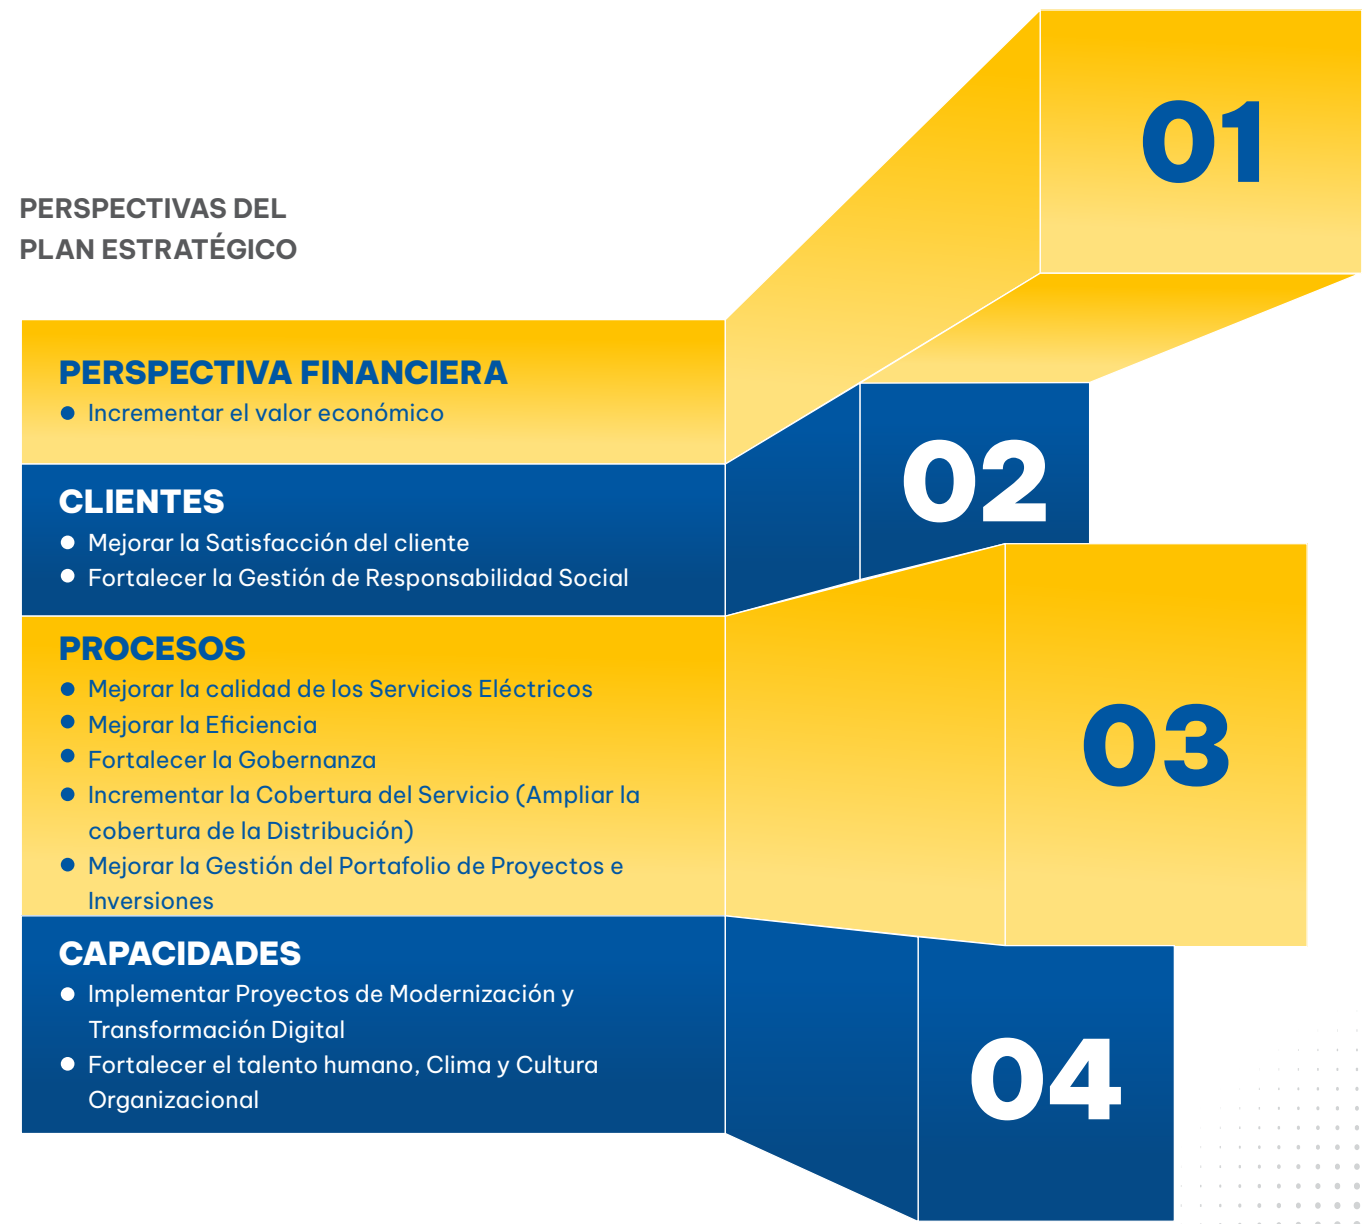 PERSPECTIVAS DEL
PLAN ESTRATÉGICO
01
PERSPECTIVA FINANCIERA
● Incrementar el valor económico
02
CLIENTES
● Mejorar la Satisfacción del cliente
● Fortalecer la Gestión de Responsabilidad Social
03
PROCESOS
● Mejorar la calidad de los Servicios Eléctricos
● Mejorar la Eficiencia
● Fortalecer la Gobernanza
● Incrementar la Cobertura del Servicio (Ampliar la
cobertura de la Distribución)
● Mejorar la Gestión del Portafolio de Proyectos e
Inversiones
04
CAPACIDADES
● Implementar Proyectos de Modernización y
Transformación Digital
● Fortalecer el talento humano, Clima y Cultura
Organizacional